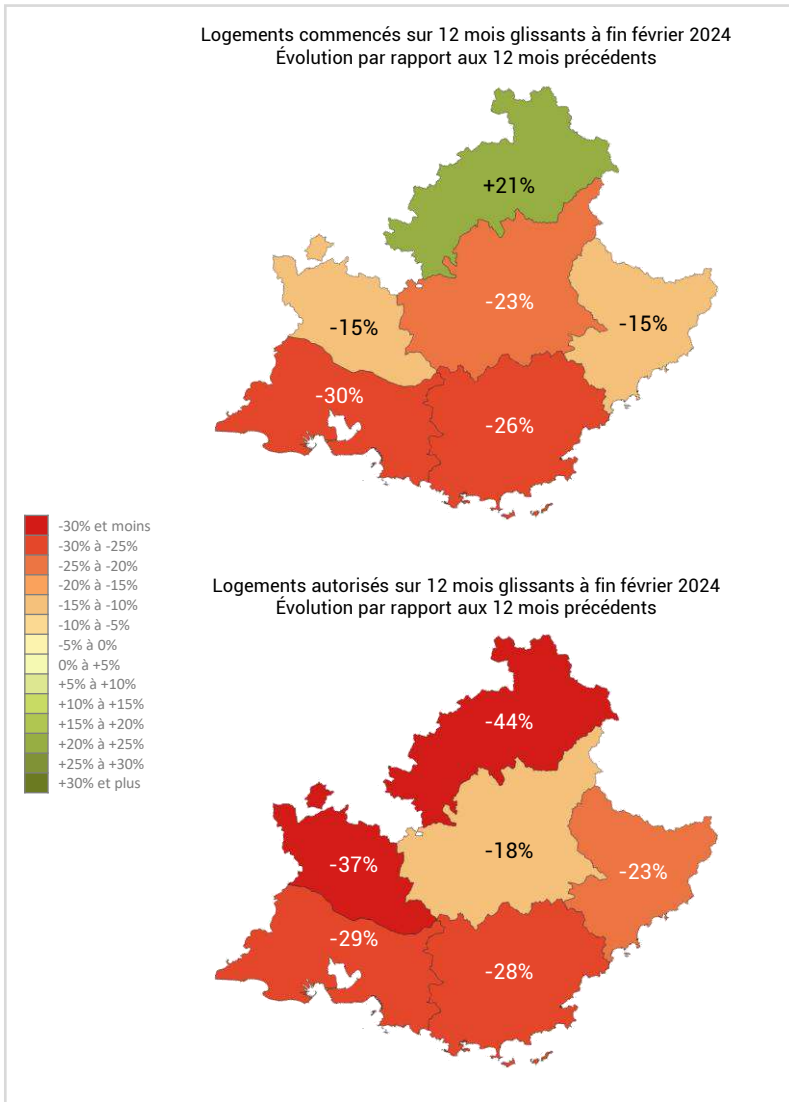 Logements commencés sur 12 mois glissants à fin février 2024
Évolution par rapport aux 12 mois précédents
+21%
-23%
-15%
-15%
-30%
-26%
-30% et moins
-30% à -25%
-25% à -20%
-20% à -15%
-15% à -10%
-10% à -5%
-5% à 0%
0% à +5%
+5% à +10%
+10% à +15%
+15% à +20%
+20% à +25%
+25% à +30%
+30% et plus
Logements autorisés sur 12 mois glissants à fin février 2024
Évolution par rapport aux 12 mois précédents
-44%
-18%
-37%
-23%
-29%
-28%